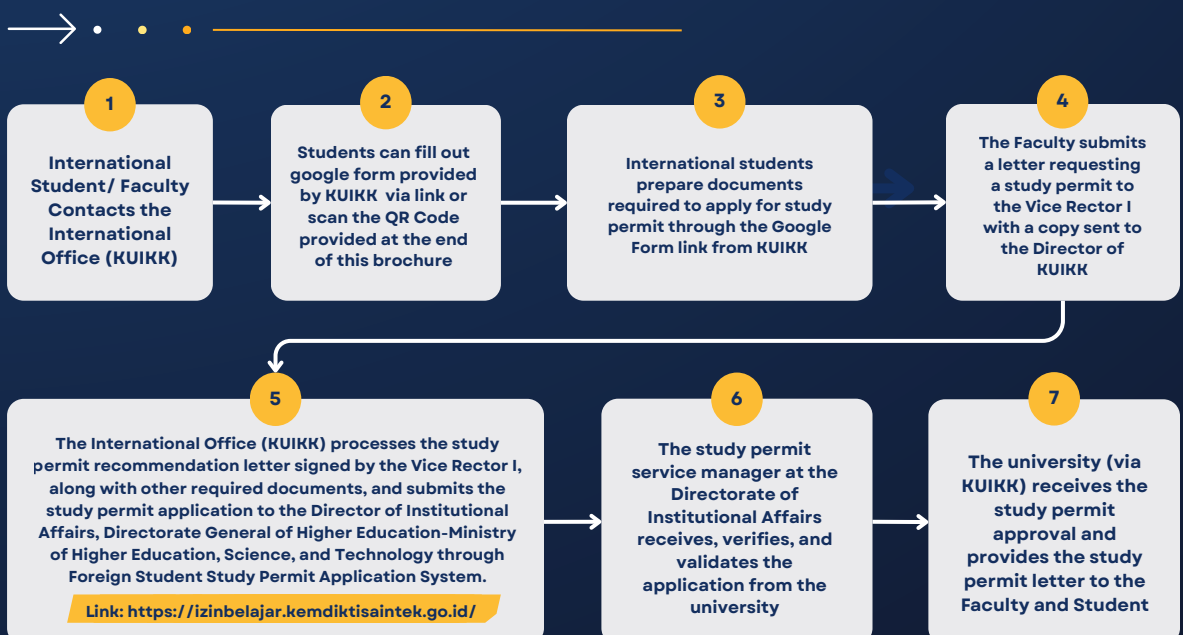 1
International
Student/ Faculty
Contacts the
International
Office (KUIKK)
2
Students can fill out
google form provided
by KUIKK via link or
scan the QR Code
provided at the end
of this brochure
3
International students
prepare documents
required to apply for study
permit through the Google
Form link from KUIKK
4
The Faculty submits
a letter requesting
a study permit to
the Vice Rector I
with a copy sent to
the Director of
KUIKK
5
The International Office (KUIKK) processes the study
permit recommendation letter signed by the Vice Rector I,
along with other required documents, and submits the
study permit application to the Director of Institutional
Affairs, Directorate General of Higher Education-Ministry
of Higher Education, Science, and Technology through
Foreign Student Study Permit Application System.
Link: https://izinbelajar.kemdiktisaintek.go.id/
6
The study permit
service manager at the
Directorate of
Institutional Affairs
receives, verifies, and
validates the
application from the
university
7
The university (via
KUIKK) receives the
study permit
approval and
provides the study
permit letter to the
Faculty and Student